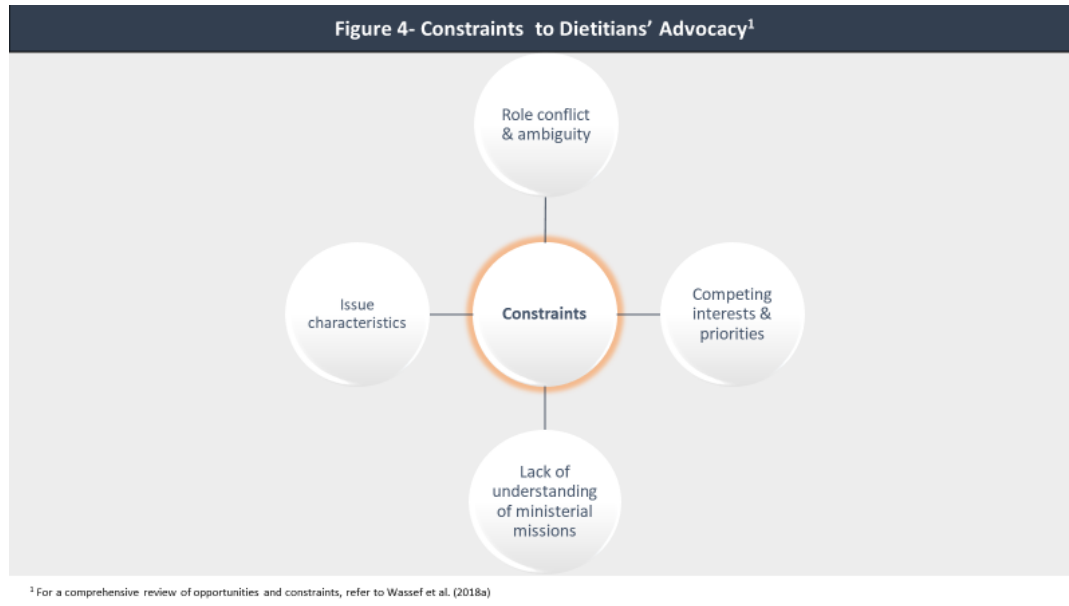 Figure 4- Constraints to Dietitians’ Advocacy¹
Role conflict
& ambiguity
Issue
characteristics
Constraints
Competing
interests &
priorities
Lack of
understanding
of ministerial
missions
¹ For a comprehensive review of opportunities and constraints, refer to Wassef et al. (2018a)